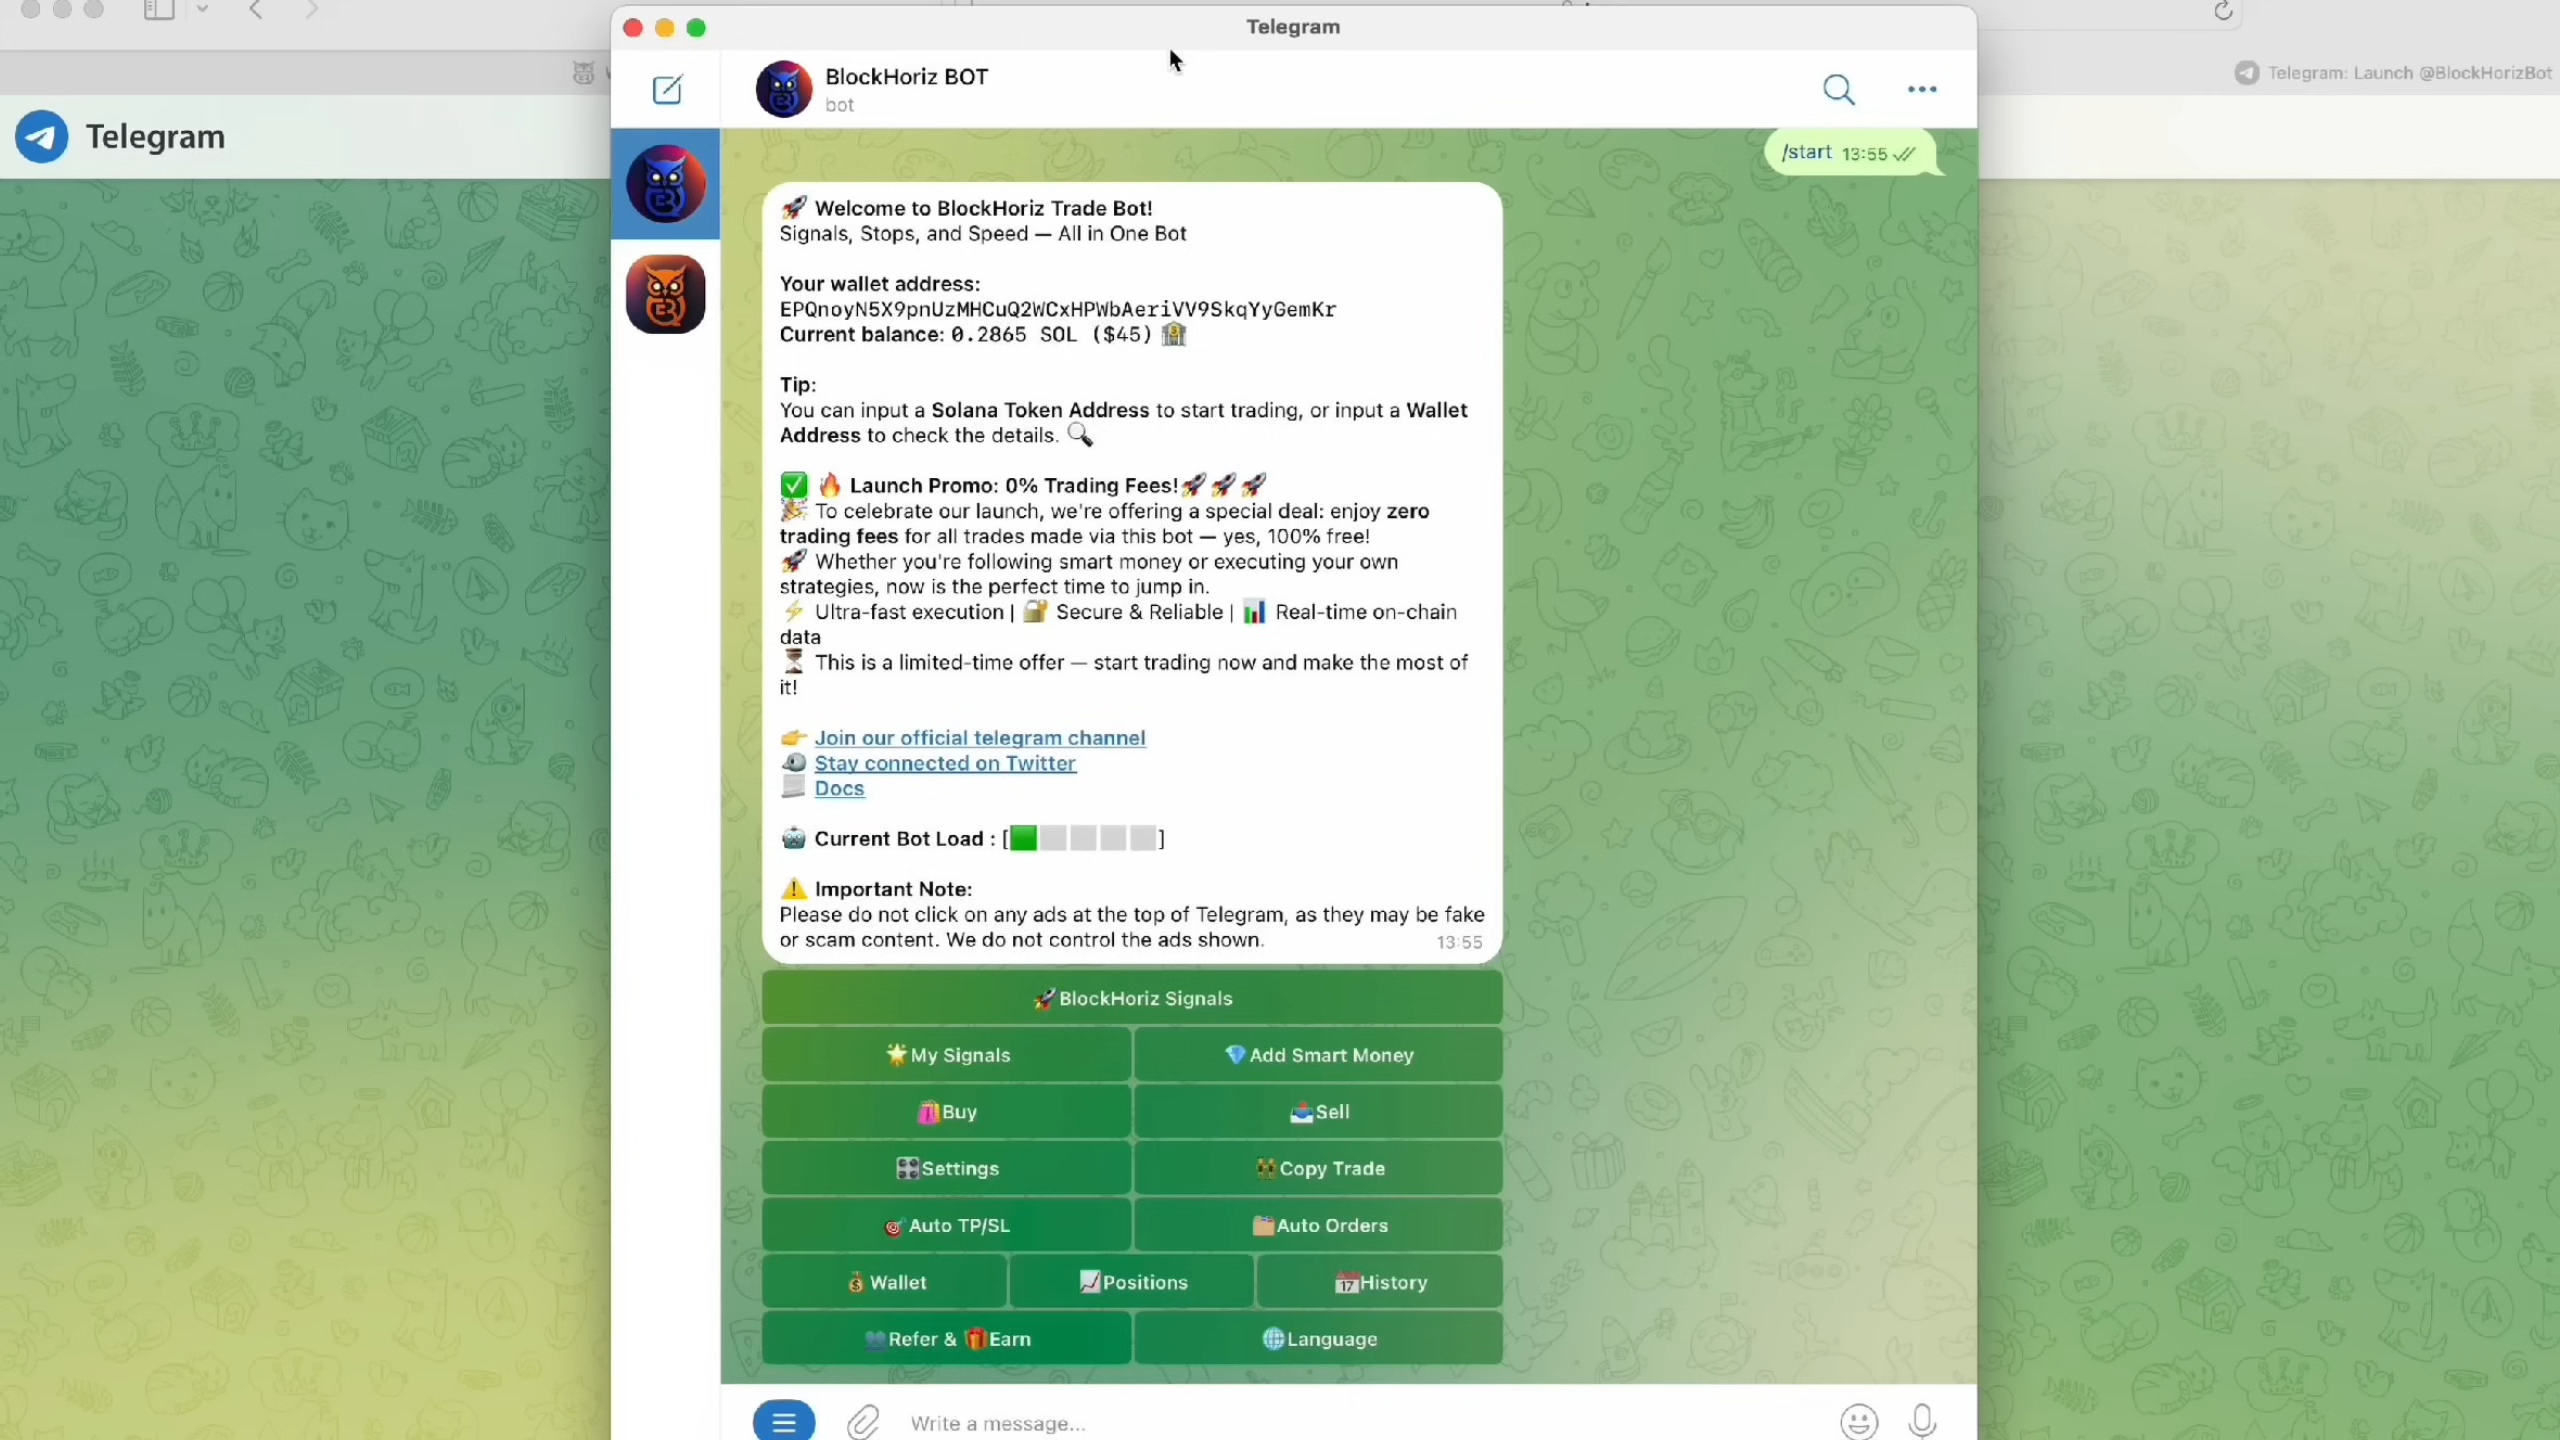 Telegram
Telegram: Launch @BlockHorizBot
Telegram
BlockHoriz BOT
bot
/start 13:55
🚀 Welcome to BlockHoriz Trade Bot!
Signals, Stops, and Speed — All in One Bot
Your wallet address:
EPQnoyN5X9pnUzMHCuQ2WCxHPWbAeriVV9SkqYyGemKr
Current balance: 0.2865 SOL ($45) 🏦
Tip:
You can input a Solana Token Address to start trading, or input a Wallet
Address to check the details. 🔍
✅ 🔥 Launch Promo: 0% Trading Fees!🚀🚀🚀
🎉 To celebrate our launch, we're offering a special deal: enjoy zero
trading fees for all trades made via this bot — yes, 100% free!
🚀 Whether you're following smart money or executing your own
strategies, now is the perfect time to jump in.
⚡ Ultra-fast execution | 🔐 Secure & Reliable | 📊 Real-time on-chain
data
⏳ This is a limited-time offer — start trading now and make the most of
it!
👉 Join our official telegram channel
Stay connected on Twitter
Docs
🤖 Current Bot Load : [🟩⬜⬜⬜⬜]
⚠️ Important Note:
Please do not click on any ads at the top of Telegram, as they may be fake
or scam content. We do not control the ads shown. 13:55
🚀BlockHoriz Signals
🌟My Signals
💎Add Smart Money
🛍Buy
📤Sell
🎛Settings
👯Copy Trade
🎯 Auto TP/SL
🗂Auto Orders
💰 Wallet
📈Positions
📅History
👥Refer & 🎁Earn
🌐Language
Write a message...